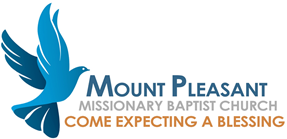 MOUNT PLEASANT
MISSIONARY BAPTIST CHURCH
COME EXPECTING A BLESSING